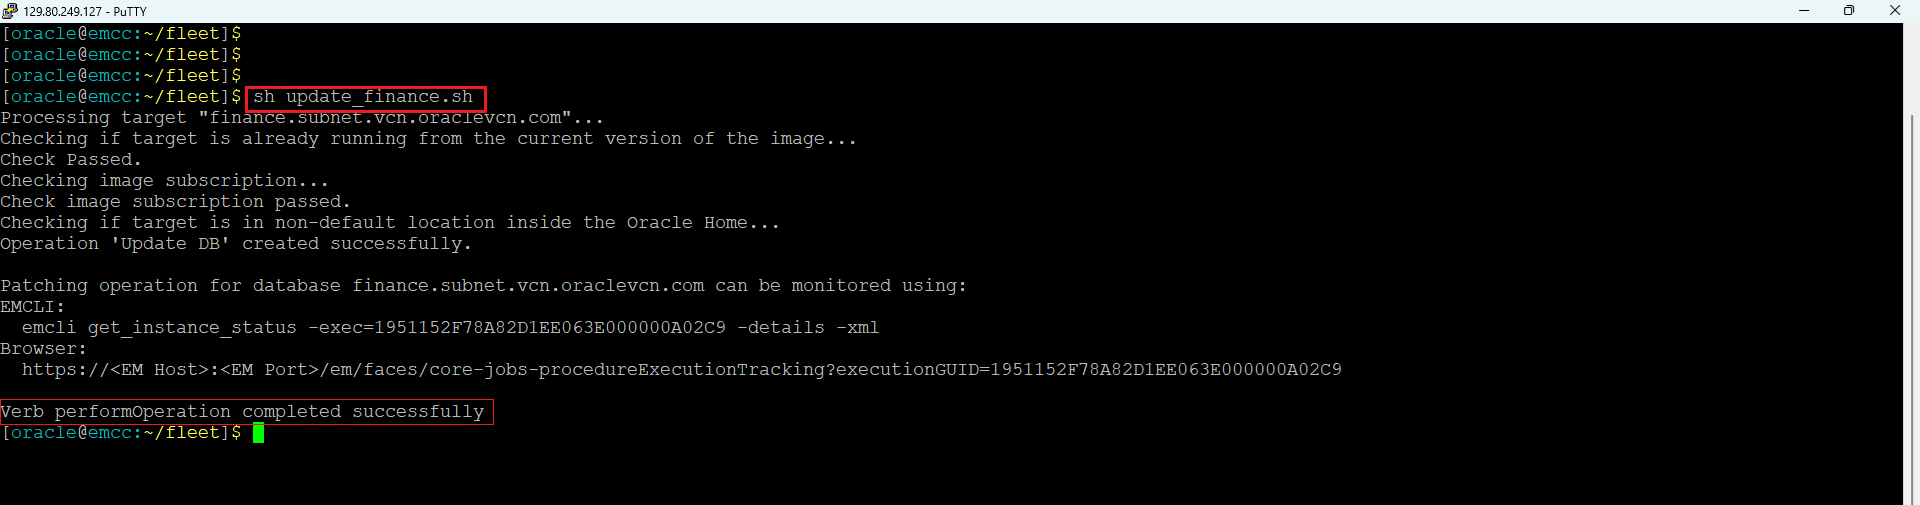 129.80.249.127 - PuTTY
[oracle@emcc:~/fleet]$
[oracle@emcc:~/fleet]$
[oracle@emcc:~/fleet]$
[oracle@emcc:~/fleet]$ sh update_finance.sh
Processing target "finance.subnet.vcn.oraclevcn.com"...
Checking if target is already running from the current version of the image...
Check Passed.
Checking image subscription...
Check image subscription passed.
Checking if target is in non-default location inside the Oracle Home...
Operation 'Update DB' created successfully.
Patching operation for database finance.subnet.vcn.oraclevcn.com can be monitored using:
EMCLI:
emcli get_instance_status -exec=1951152F78A82D1EE063E000000A02C9 -details -xml
Browser:
https://<EM Host>:<EM Port>/em/faces/core-jobs-procedureExecutionTracking?executionGUID=1951152F78A82D1EE063E000000A02C9
Verb performOperation completed successfully
[oracle@emcc:~/fleet]$